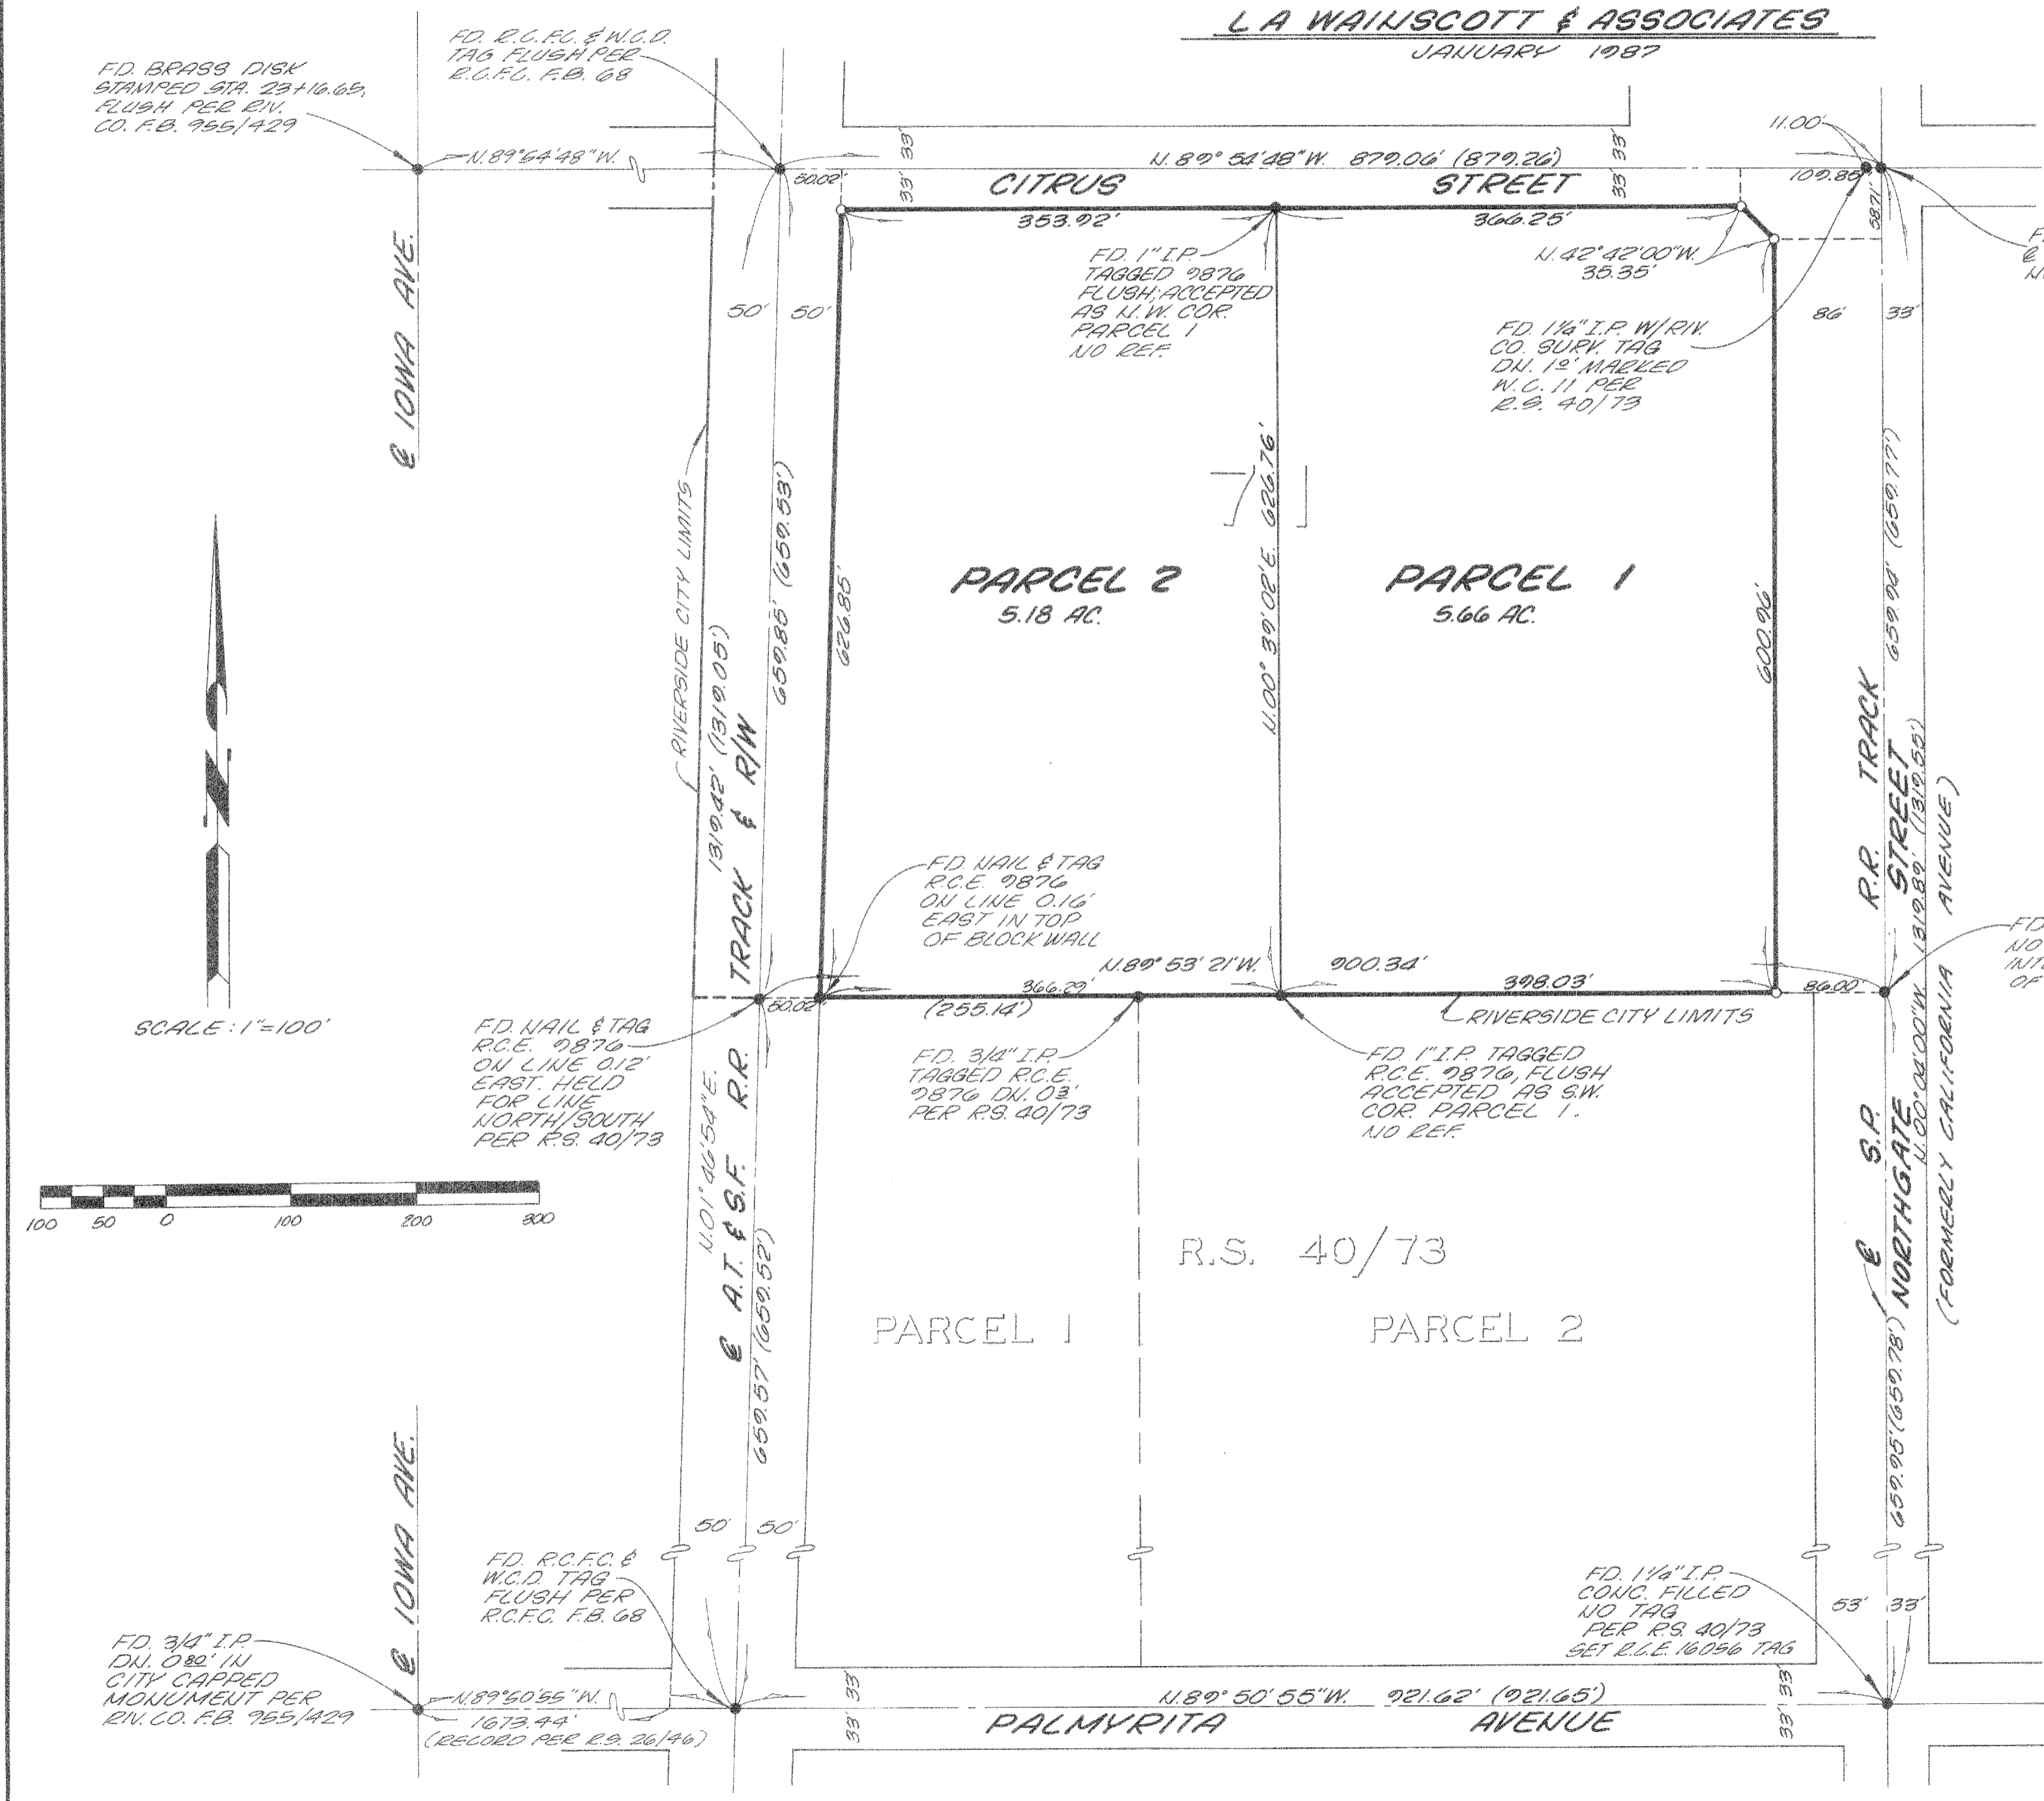 L A WAINSCOTT & ASSOCIATES
JANUARY 1987
FD. BRASS DISK
STAMPED STA. 23+16.65,
FLUSH PER RIV.
CO. F.B. 955/429
FD. R.C.F.C. & W.C.D.
TAG FLUSH PER
R.C.F.C. F.B. 68
N.89°54'48"W.
50.02'
33'
33'
N. 89° 54'48"W. 879.06' (879.26)
CITRUS STREET
33'
33'
11.00'
109.85'
58.71'
353.92'
366.25'
N.42°42'00"W.
35.35'
FD. 1" I.P.
TAGGED 9876
FLUSH; ACCEPTED
AS N.W. COR.
PARCEL 1
NO REF.
FD. 1¼" I.P. W/RIV.
CO. SURV. TAG
DN. 1.0' MARKED
W.C. 11 PER
R.S. 40/73
℄ IOWA AVE.
50'
50'
86'
33'
RIVERSIDE CITY LIMITS
1319.42' (1319.05')
659.85' (659.53')
626.85'
N.00° 39'02"E. 626.76'
PARCEL 2
5.18 AC.
PARCEL 1
5.66 AC.
600.96'
659.94' (659.77')
N
SCALE: 1"=100'
FD. NAIL & TAG
R.C.E. 9876
ON LINE 0.16'
EAST IN TOP
OF BLOCK WALL
N.89° 53' 21"W. 900.34'
50.02'
366.29'
(255.14')
398.03'
86.00'
RIVERSIDE CITY LIMITS
FD. NAIL & TAG
R.C.E. 9876
ON LINE 0.12'
EAST. HELD
FOR LINE
NORTH/SOUTH
PER R.S. 40/73
FD. 3/4" I.P.
TAGGED R.C.E.
9876 DN. 0.3'
PER R.S. 40/73
FD. 1" I.P. TAGGED
R.C.E. 9876, FLUSH
ACCEPTED AS S.W.
COR. PARCEL 1.
NO REF.
FD.
NO
OF
100 50 0 100 200 300
N.01°46'54"E.
℄ A.T. & S.F. R.R. TRACK & R/W
659.57' (659.52')
R.S. 40/73
PARCEL 1
PARCEL 2
℄ S.P. R.R. TRACK
NORTHGATE STREET
N.00°04'00"W. 1319.89' (1319.55')
(FORMERLY CALIFORNIA AVENUE)
659.95' (659.78')
℄ IOWA AVE.
50'
50'
53'
33'
FD. R.C.F.C. &
W.C.D. TAG
FLUSH PER
R.C.F.C. F.B. 68
FD. 1¼" I.P.
CONC. FILLED
NO TAG
PER R.S. 40/73
SET R.C.E. 16056 TAG
FD. 3/4" I.P.
DN. 0.80' IN
CITY CAPPED
MONUMENT PER
RIV. CO. F.B. 955/429
N.89°50'55"W.
1673.44'
(RECORD PER R.S. 26/46)
33'
33'
N.89° 50' 55"W. 921.62' (921.65')
PALMYRITA AVENUE
33'
33'